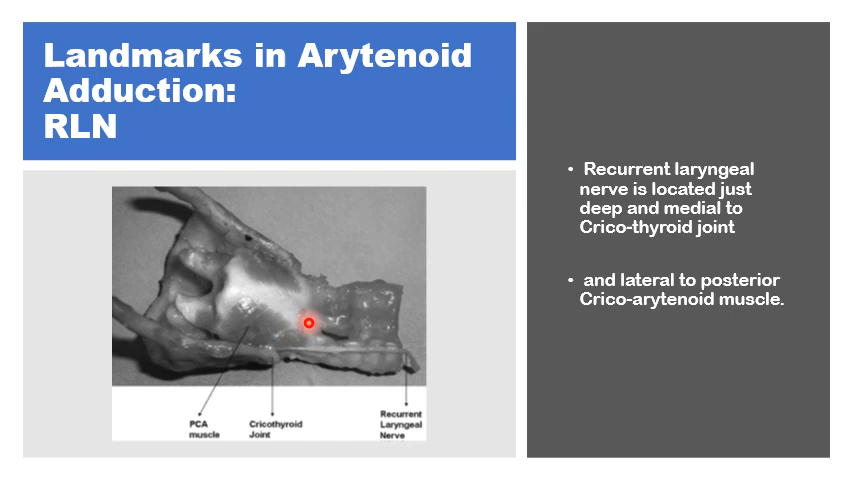 Landmarks in Arytenoid
Adduction:
RLN
• Recurrent laryngeal
nerve is located just
deep and medial to
Crico-thyroid joint
• and lateral to posterior
Crico-arytenoid muscle.
PCA
muscle
Cricothyroid
Joint
Recurrent
Laryngeal
Nerve